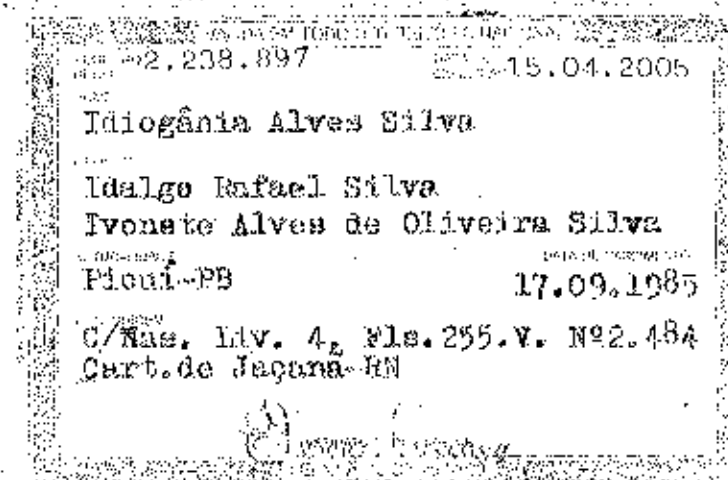 2.238.897 15.04.2005
Idiogânia Alves Silva
Idalgo Rafael Silva
Ivonete Alves de Oliveira Silva
Picuí-PB 17.09.1985
C/Nas. Liv. 4, Fls.255.V. Nº2.484
Cart.de Jaçanã-RN